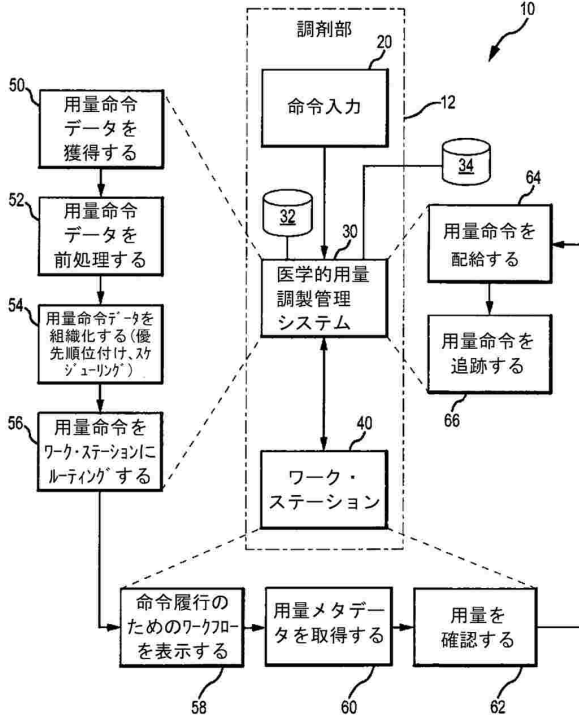 10
調剤部
12
20
命令入力
50
用量命令
データを
獲得する
52
用量命令
データを
前処理する
54
用量命令データを
組織化する(優
先順位付け、スケ
ジューリング)
56
用量命令を
ワーク・ステーションに
ルーティングする
32
34
30
医学的用量
調製管理
システム
64
用量命令を
配給する
用量命令を
追跡する
66
40
ワーク・
ステーション
命令履行の
ためのワークフロー
を表示する
58
用量メタデー
タを取得する
60
用量を
確認する
62